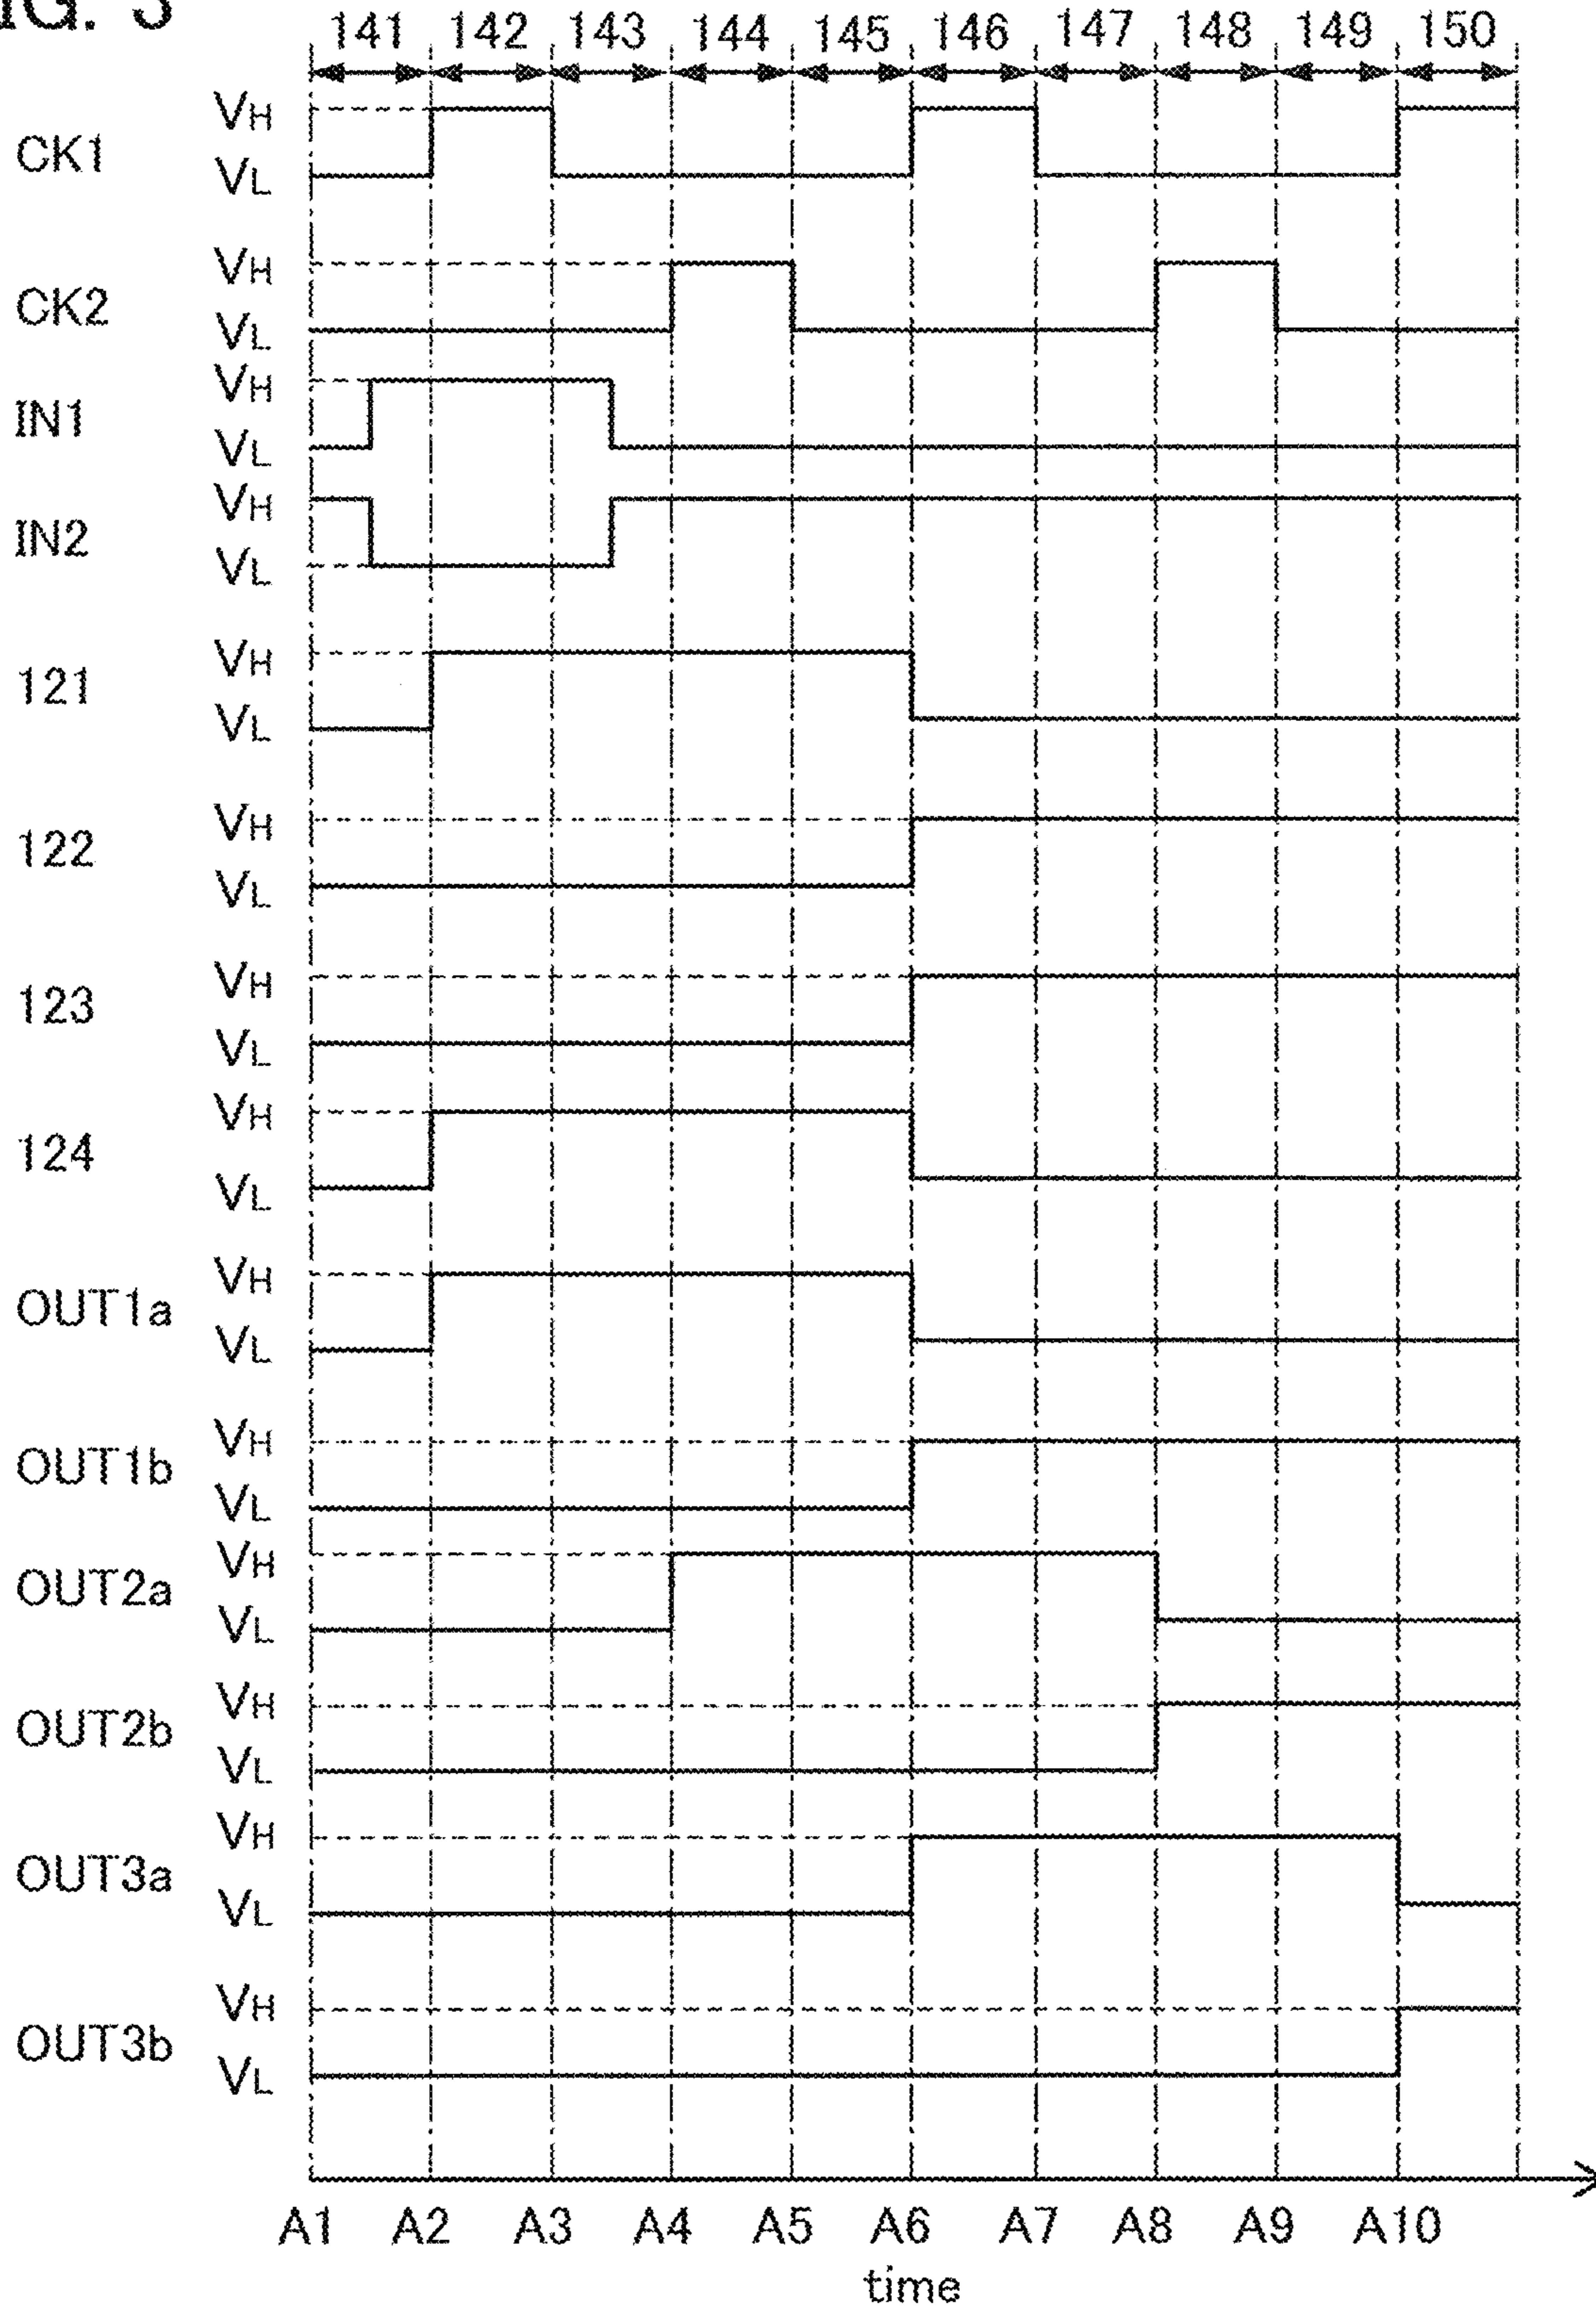 IG. 3
141 142 143 144 145 146 147 148 149 150
CK1 VH VL
CK2 VH VL
IN1 VH VL
IN2 VH VL
121 VH VL
122 VH VL
123 VH VL
124 VH VL
OUT1a VH VL
OUT1b VH VL
OUT2a VH VL
OUT2b VH VL
OUT3a VH VL
OUT3b VH VL
A1 A2 A3 A4 A5 A6 A7 A8 A9 A10
time